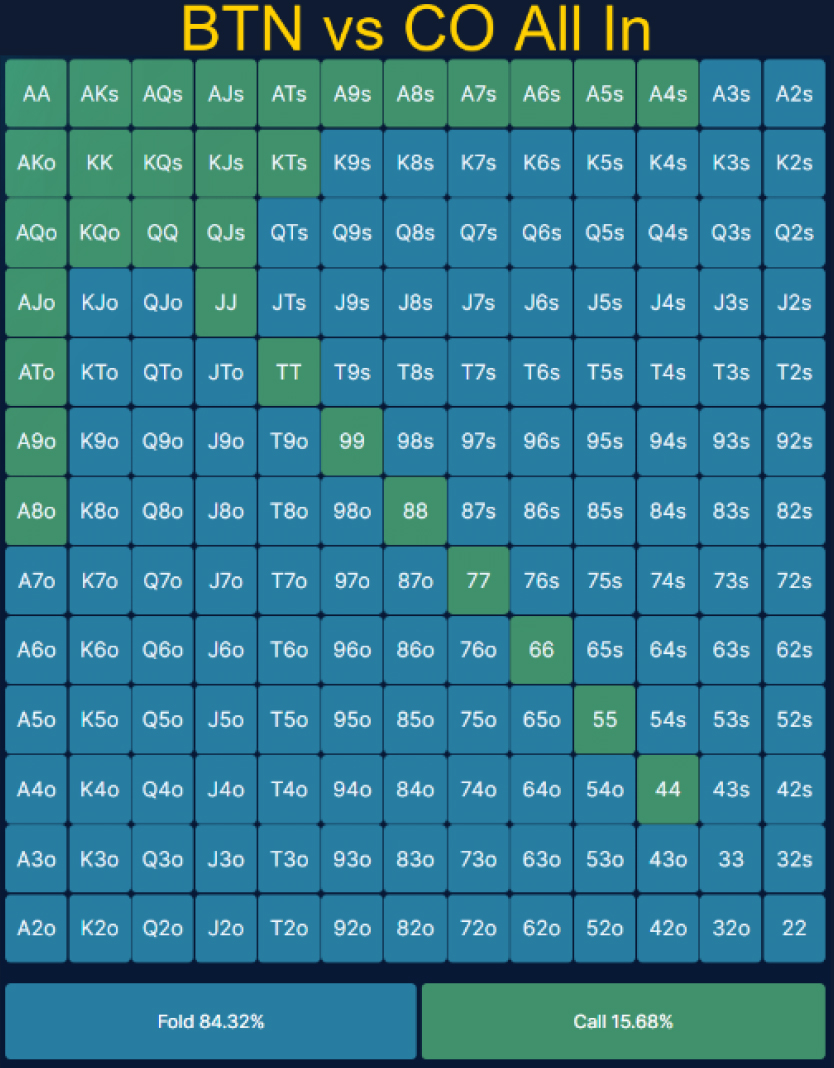 BTN vs CO All In
AA AKs AQs AJs ATs A9s A8s A7s A6s A5s A4s A3s A2s
AKo KK KQs KJs KTs K9s K8s K7s K6s K5s K4s K3s K2s
AQo KQo QQ QJs QTs Q9s Q8s Q7s Q6s Q5s Q4s Q3s Q2s
AJo KJo QJo JJ JTs J9s J8s J7s J6s J5s J4s J3s J2s
ATo KTo QTo JTo TT T9s T8s T7s T6s T5s T4s T3s T2s
A9o K9o Q9o J9o T9o 99 98s 97s 96s 95s 94s 93s 92s
A8o K8o Q8o J8o T8o 98o 88 87s 86s 85s 84s 83s 82s
A7o K7o Q7o J7o T7o 97o 87o 77 76s 75s 74s 73s 72s
A6o K6o Q6o J6o T6o 96o 86o 76o 66 65s 64s 63s 62s
A5o K5o Q5o J5o T5o 95o 85o 75o 65o 55 54s 53s 52s
A4o K4o Q4o J4o T4o 94o 84o 74o 64o 54o 44 43s 42s
A3o K3o Q3o J3o T3o 93o 83o 73o 63o 53o 43o 33 32s
A2o K2o Q2o J2o T2o 92o 82o 72o 62o 52o 42o 32o 22
Fold 84.32% Call 15.68%